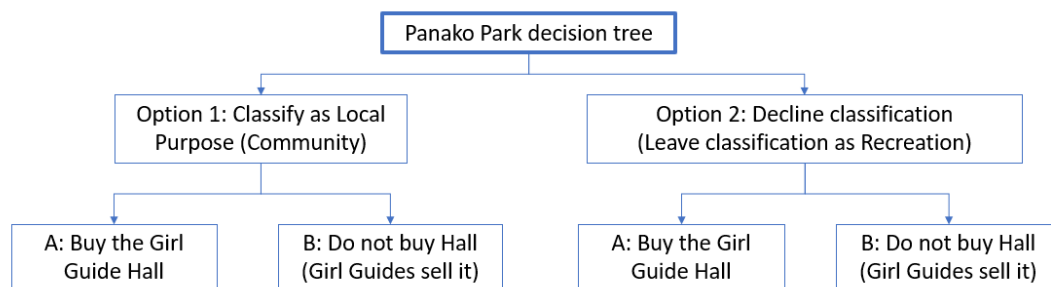 Panako Park decision tree
Option 1: Classify as Local
Purpose (Community)
Option 2: Decline classification
(Leave classification as Recreation)
A: Buy the Girl
Guide Hall
B: Do not buy Hall
(Girl Guides sell it)
A: Buy the Girl
Guide Hall
B: Do not buy Hall
(Girl Guides sell it)